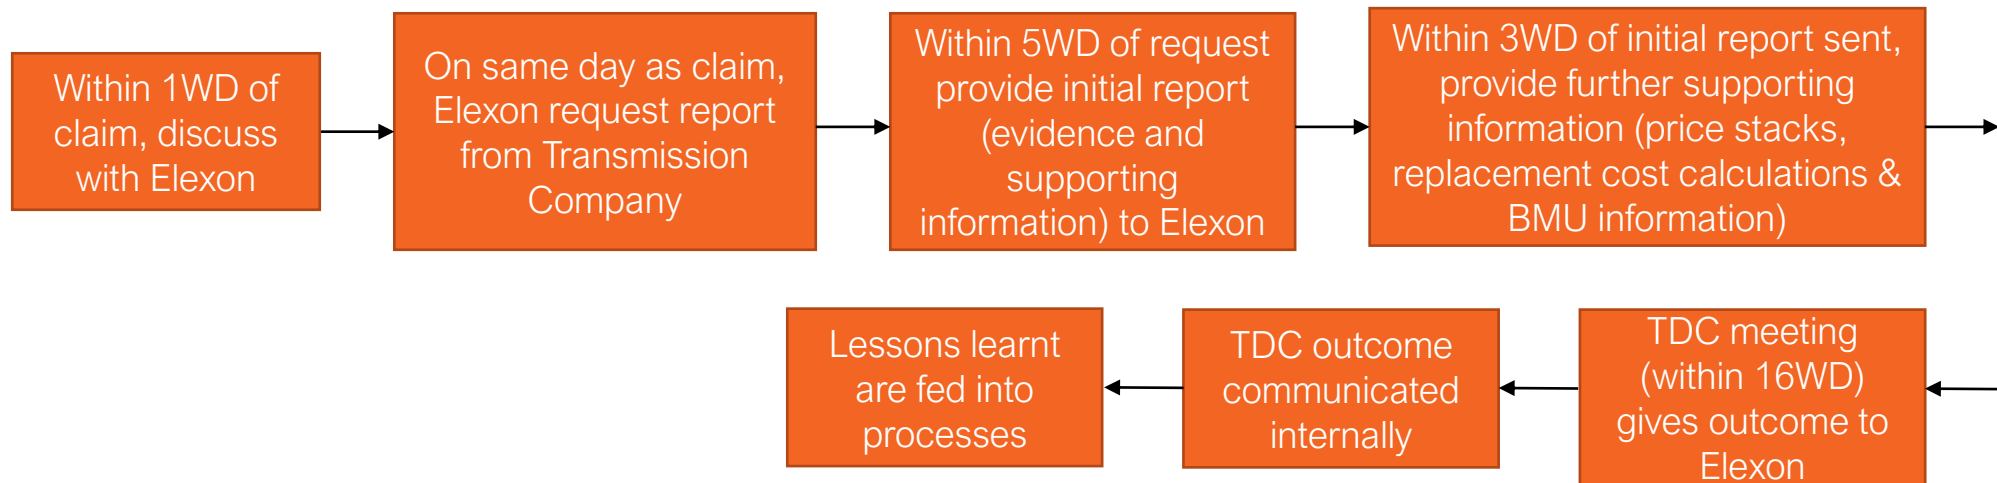 Within 1WD of
claim, discuss
with Elexon
On same day as claim,
Elexon request report
from Transmission
Company
Within 5WD of request
provide initial report
(evidence and
supporting
information) to Elexon
Within 3WD of initial report sent,
provide further supporting
information (price stacks,
replacement cost calculations &
BMU information)
TDC meeting
(within 16WD)
gives outcome to
Elexon
TDC outcome
communicated
internally
Lessons learnt
are fed into
processes